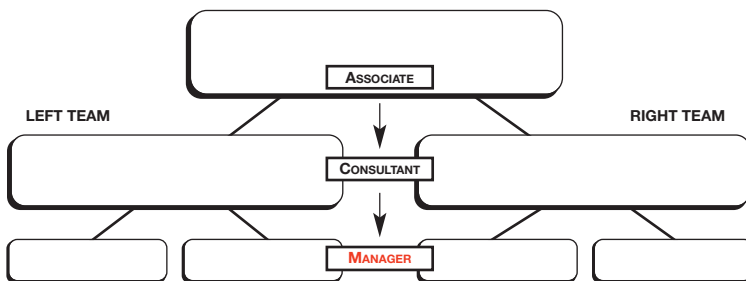 ASSOCIATE
LEFT TEAM
RIGHT TEAM
CONSULTANT
MANAGER